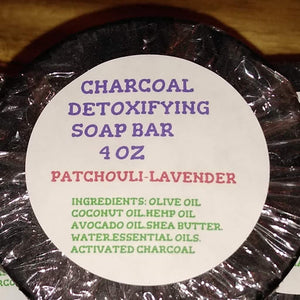 CHARCOAL
DETOXIFYING
SOAP BAR
4 OZ
PATCHOULI-LAVENDER
INGREDIENTS: OLIVE OIL
COCONUT OIL.HEMP OIL
AVOCADO OIL.SHEA BUTTER.
WATER.ESSENTIAL OILS.
ACTIVATED CHARCOAL